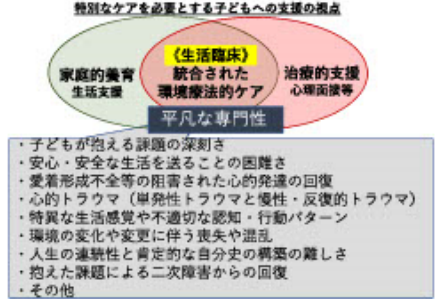 特別なケアを必要とする子どもへの支援の視点
《生活臨床》
統合された
環境療法的ケア
家庭的養育
生活支援
治療的支援
心理面接等
平凡な専門性
・子どもが抱える課題の深刻さ
・安心・安全な生活を送ることの困難さ
・愛着形成不全等の阻害された心的発達の回復
・心的トラウマ（単発性トラウマと慢性・反復的トラウマ）
・特異な生活感覚や不適切な認知・行動パターン
・環境の変化や変更に伴う喪失や混乱
・人生の連続性と肯定的な自分史の構築の難しさ
・抱えた課題による二次障害からの回復
・その他